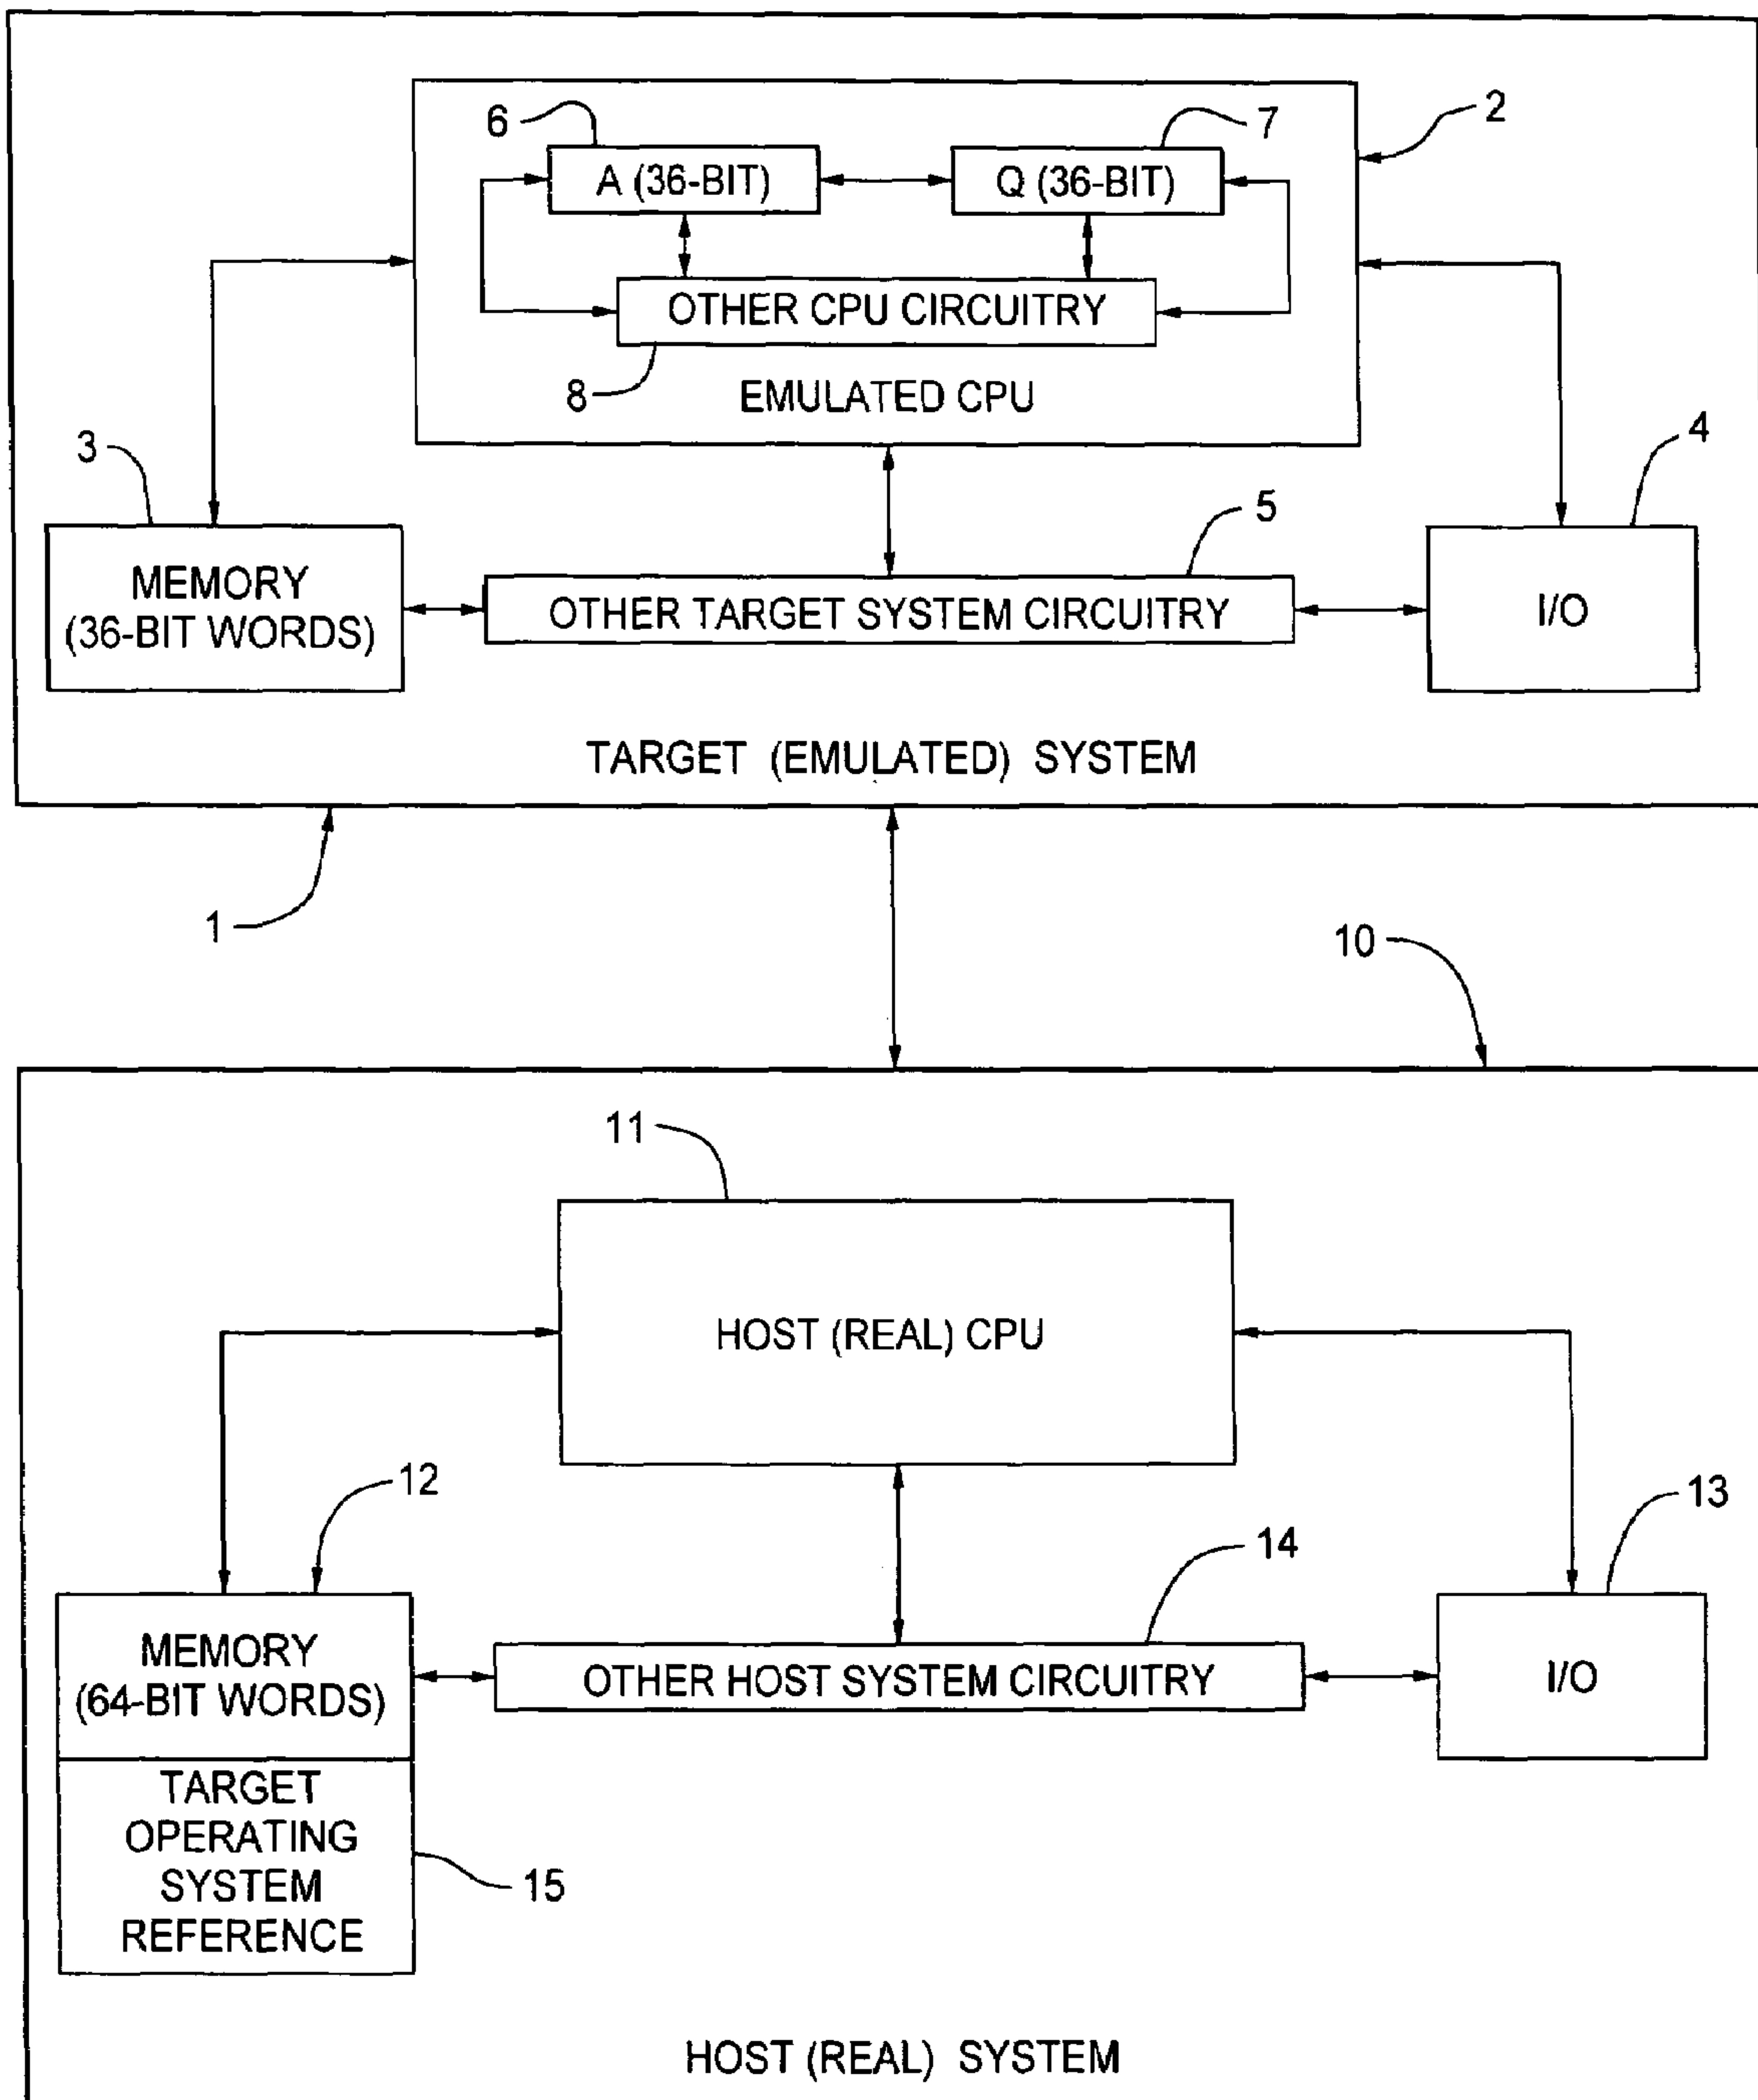 6
7
2
A (36-BIT)
Q (36-BIT)
OTHER CPU CIRCUITRY
8
EMULATED CPU
3
4
5
MEMORY
(36-BIT WORDS)
OTHER TARGET SYSTEM CIRCUITRY
I/O
TARGET (EMULATED) SYSTEM
1
10
11
HOST (REAL) CPU
12
13
14
MEMORY
(64-BIT WORDS)
OTHER HOST SYSTEM CIRCUITRY
I/O
TARGET
OPERATING
SYSTEM
REFERENCE
15
HOST (REAL) SYSTEM